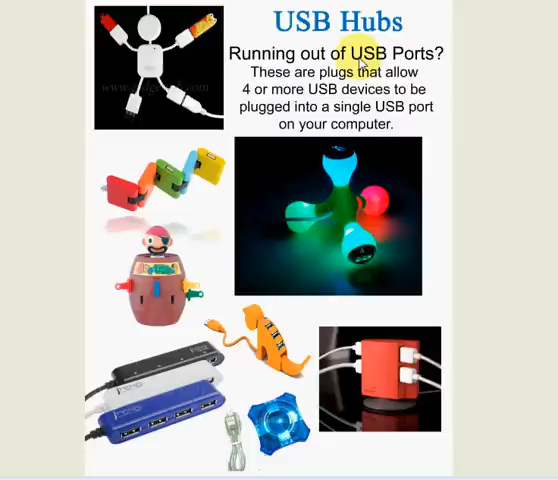 USB Hubs
Running out of USB Ports?
These are plugs that allow
4 or more USB devices to be
plugged into a single USB port
on your computer.